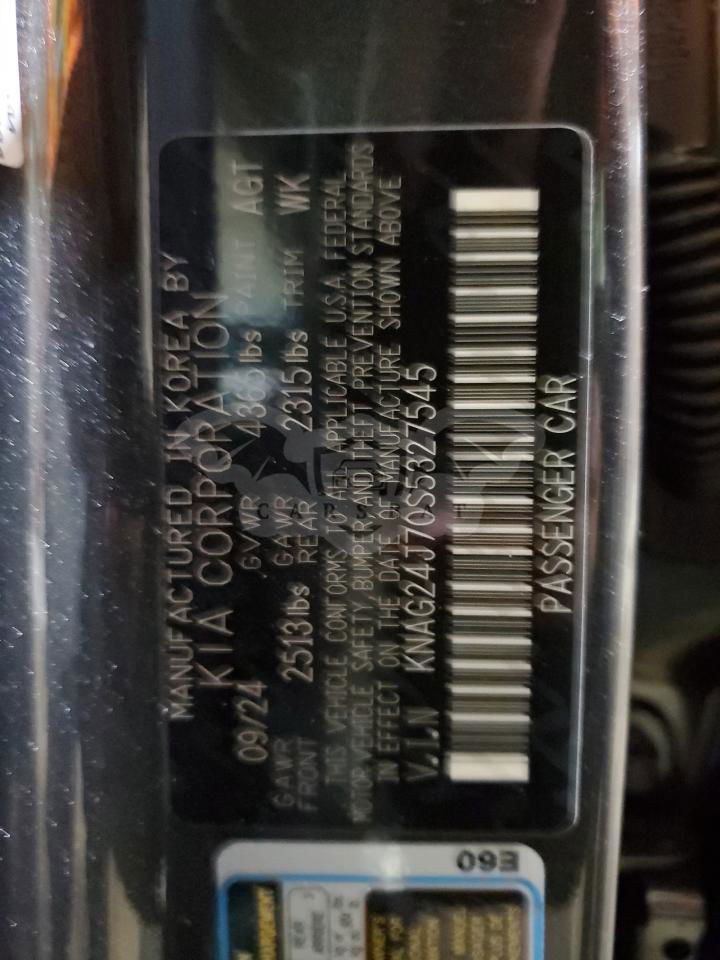 MANUFACTURED IN KOREA BY
KIA CORPORATION
09/24 GVWR 4365 lbs PAINT AGT
GAWR FRONT 2513 lbs GAWR REAR 2315 lbs TRIM WK
THIS VEHICLE CONFORMS TO ALL APPLICABLE U.S.A. FEDERAL
MOTOR VEHICLE SAFETY, BUMPER, AND THEFT PREVENTION STANDARDS
IN EFFECT ON THE DATE OF MANUFACTURE SHOWN ABOVE
V.I.N KNAG24J70S5327545
PASSENGER CAR
E60
REAR